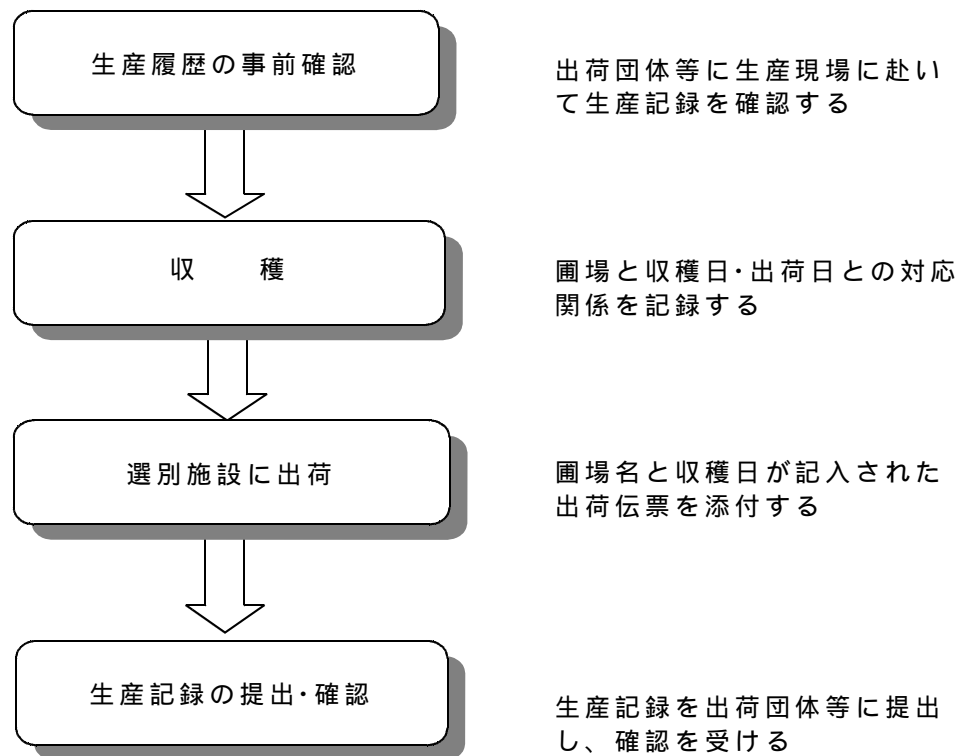 生産履歴の事前確認
出荷団体等に生産現場に赴い
て生産記録を確認する
収　　穫
圃場と収穫日･出荷日との対応
関係を記録する
選別施設に出荷
圃場名と収穫日が記入された
出荷伝票を添付する
生産記録の提出･確認
生産記録を出荷団体等に提出
し、確認を受ける